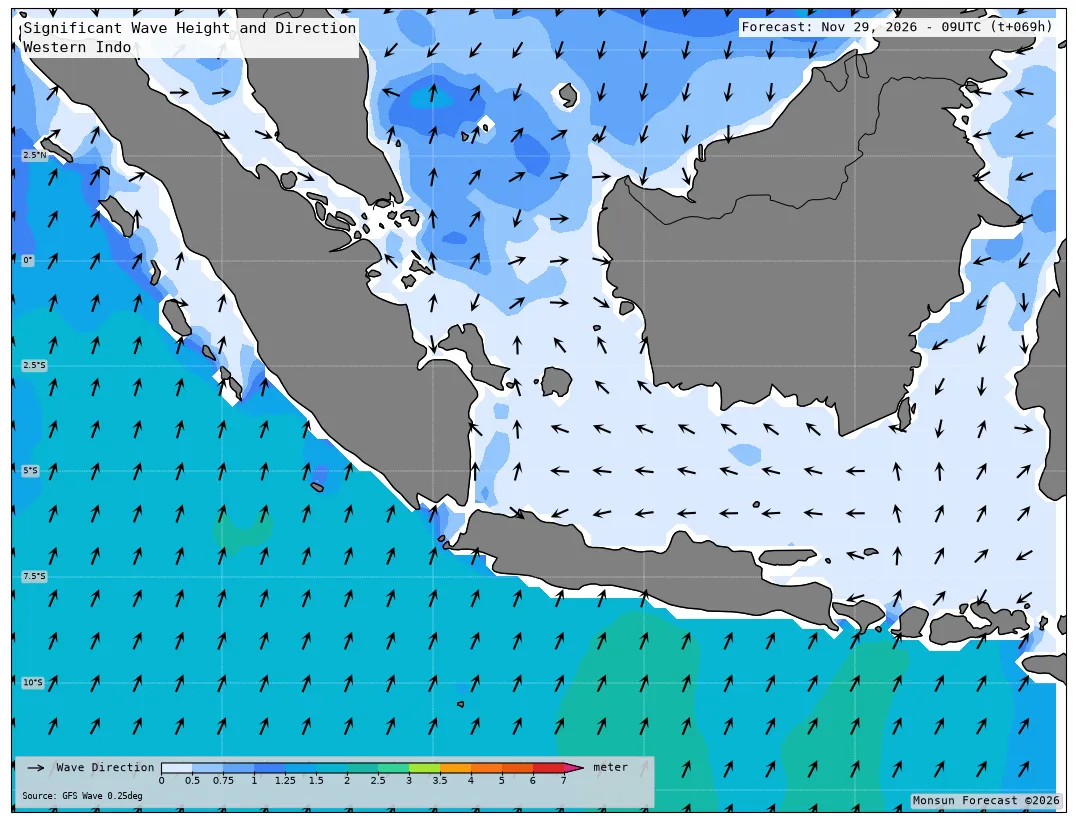 Significant Wave Height and Direction
Western Indo
Forecast: Nov 29, 2026 - 09UTC (t+069h)
2.5°N
0°
2.5°S
5°S
7.5°S
10°S
Wave Direction
meter
0 0.5 0.75 1 1.25 1.5 2 2.5 3 3.5 4 5 6 7
Source: GFS Wave 0.25deg
Monsun Forecast ©2026